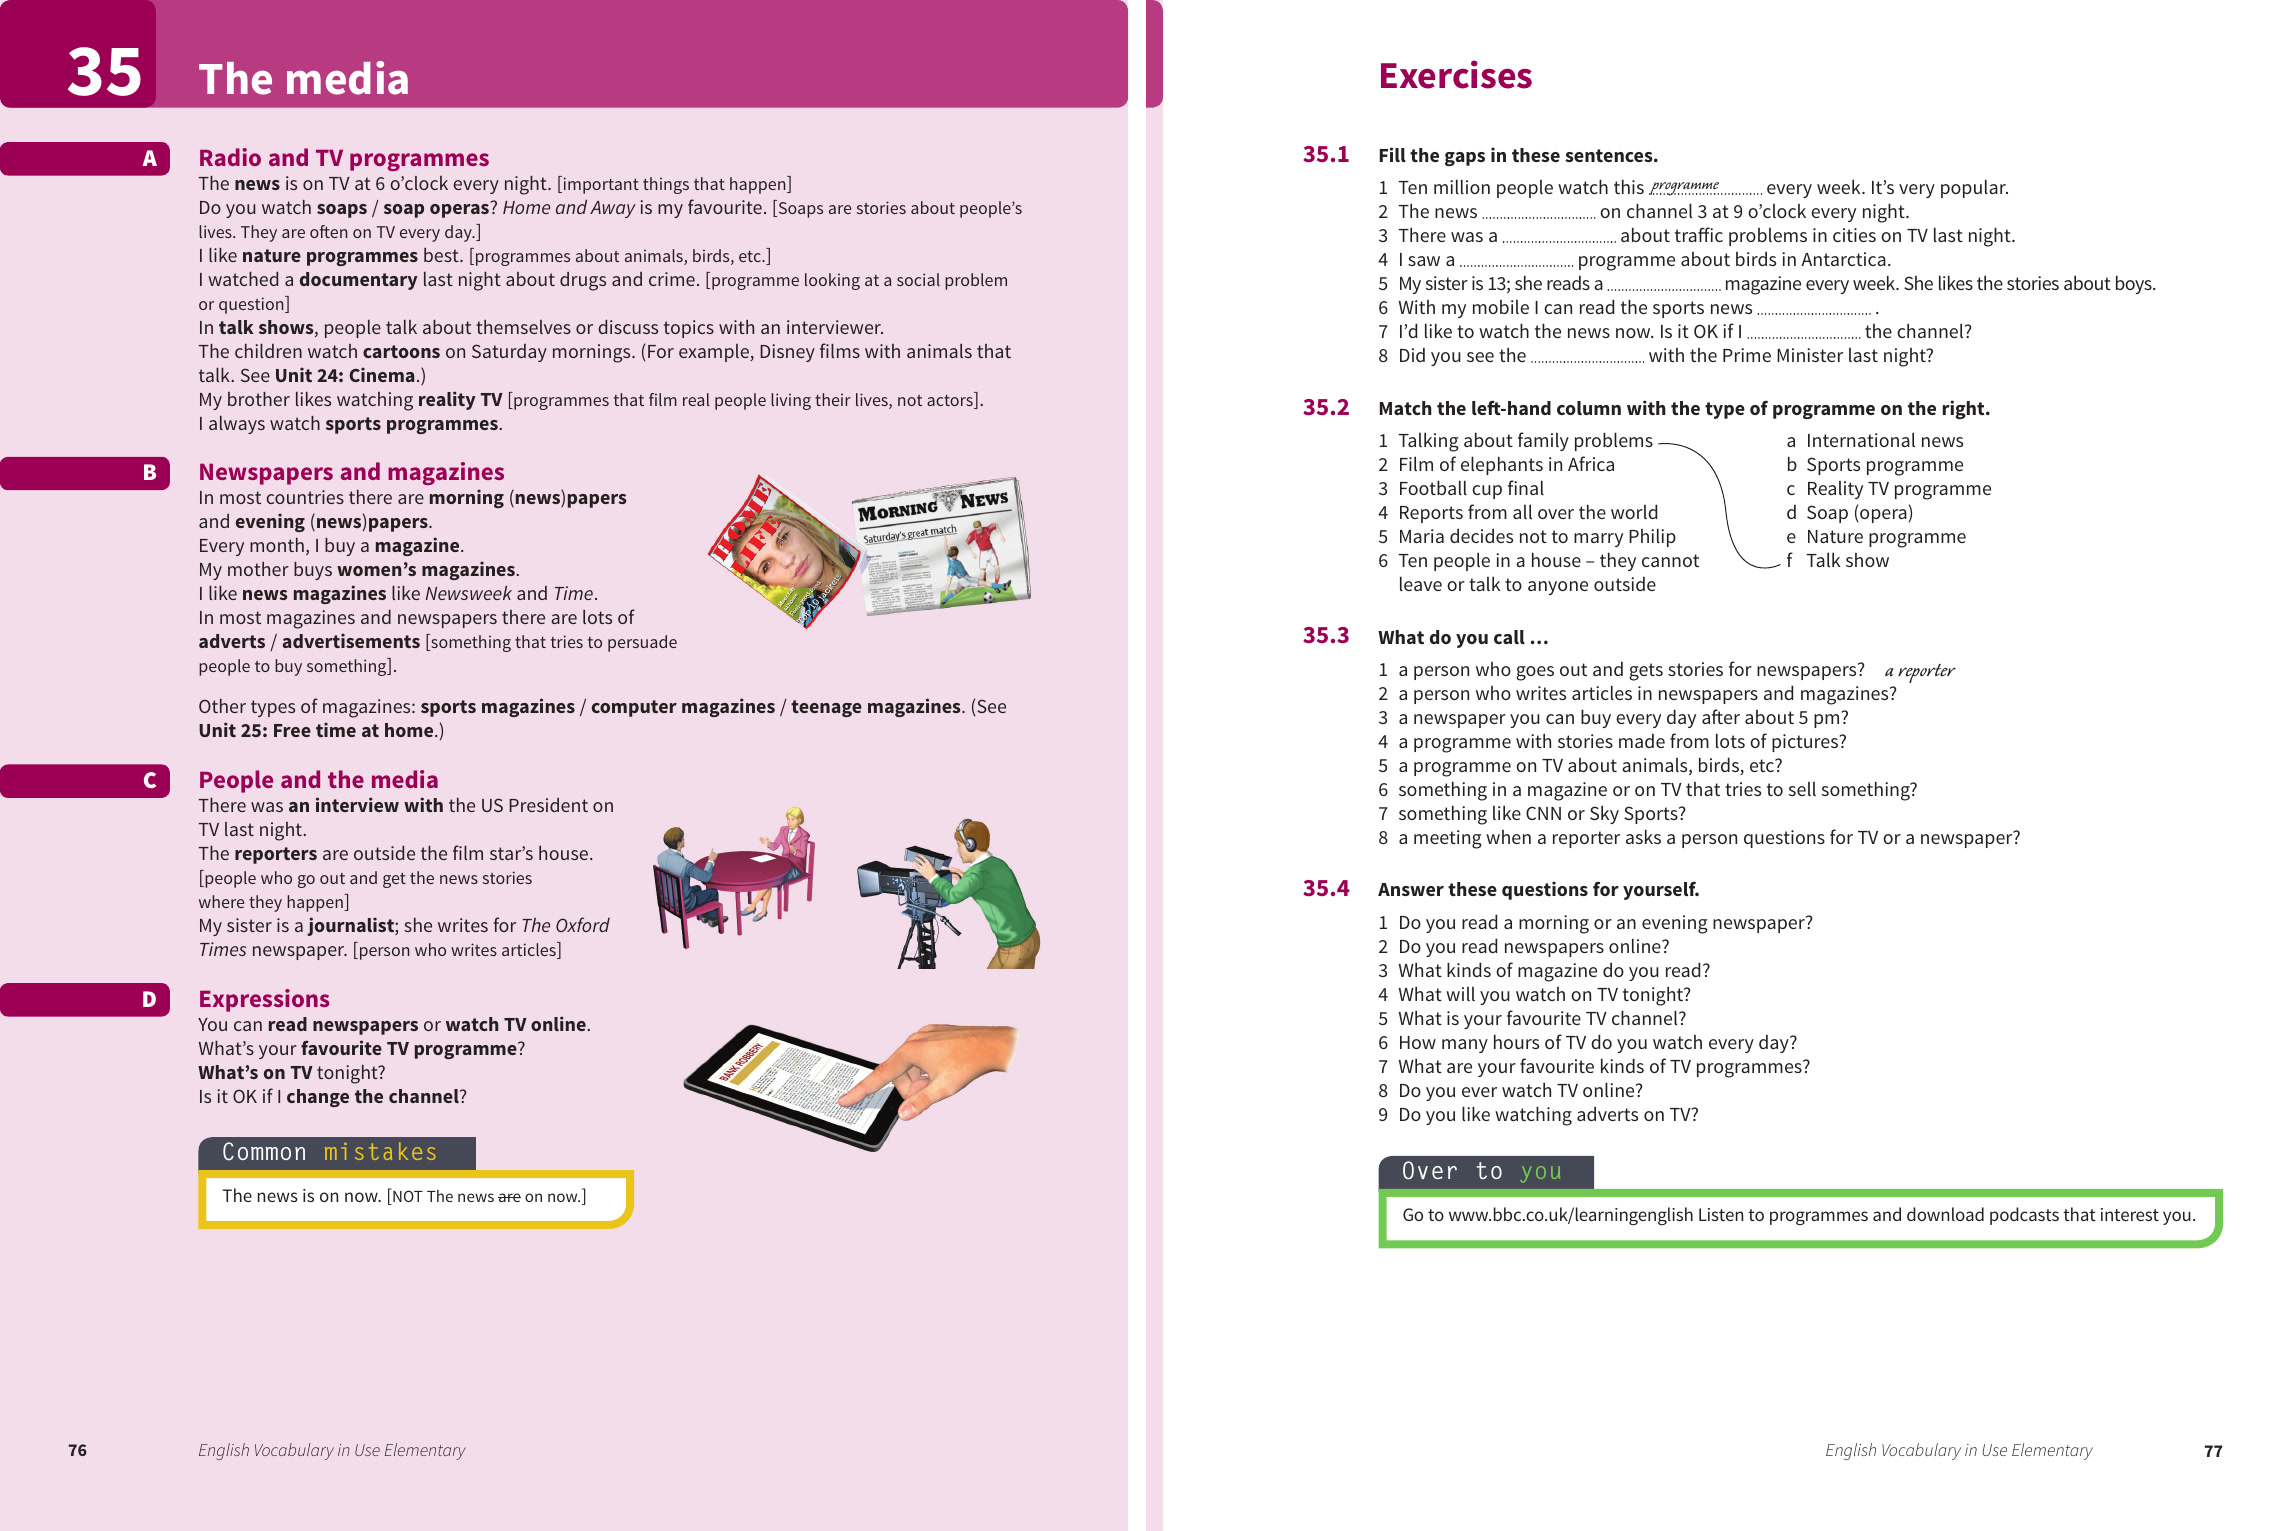 35
The media
A
Radio and TV programmes
The news is on TV at 6 o’clock every night. [important things that happen]
Do you watch soaps / soap operas? Home and Away is my favourite. [Soaps are stories about people’s
lives. They are often on TV every day.]
I like nature programmes best. [programmes about animals, birds, etc.]
I watched a documentary last night about drugs and crime. [programme looking at a social problem
or question]
In talk shows, people talk about themselves or discuss topics with an interviewer.
The children watch cartoons on Saturday mornings. (For example, Disney films with animals that
talk. See Unit 24: Cinema.)
My brother likes watching reality TV [programmes that film real people living their lives, not actors].
I always watch sports programmes.
B
Newspapers and magazines
In most countries there are morning (news)papers
and evening (news)papers.
Every month, I buy a magazine.
My mother buys women’s magazines.
I like news magazines like Newsweek and Time.
In most magazines and newspapers there are lots of
adverts / advertisements [something that tries to persuade
people to buy something].
HOME
LIFE
MORNING NEWS
Saturday's great match
Other types of magazines: sports magazines / computer magazines / teenage magazines. (See
Unit 25: Free time at home.)
C
People and the media
There was an interview with the US President on
TV last night.
The reporters are outside the film star’s house.
[people who go out and get the news stories
where they happen]
My sister is a journalist; she writes for The Oxford
Times newspaper. [person who writes articles]
D
Expressions
You can read newspapers or watch TV online.
What’s your favourite TV programme?
What’s on TV tonight?
Is it OK if I change the channel?
BANK ROBBERY
Common mistakes
The news is on now. [NOT The news are on now.]
76
English Vocabulary in Use Elementary
Exercises
35.1
Fill the gaps in these sentences.
1 Ten million people watch this programme every week. It’s very popular.
2 The news ................................ on channel 3 at 9 o’clock every night.
3 There was a ................................ about traffic problems in cities on TV last night.
4 I saw a ................................ programme about birds in Antarctica.
5 My sister is 13; she reads a ................................ magazine every week. She likes the stories about boys.
6 With my mobile I can read the sports news ................................ .
7 I’d like to watch the news now. Is it OK if I ................................ the channel?
8 Did you see the ................................ with the Prime Minister last night?
35.2
Match the left-hand column with the type of programme on the right.
1 Talking about family problems
2 Film of elephants in Africa
3 Football cup final
4 Reports from all over the world
5 Maria decides not to marry Philip
6 Ten people in a house – they cannot
leave or talk to anyone outside
a International news
b Sports programme
c Reality TV programme
d Soap (opera)
e Nature programme
f Talk show
35.3
What do you call …
1 a person who goes out and gets stories for newspapers? a reporter
2 a person who writes articles in newspapers and magazines?
3 a newspaper you can buy every day after about 5 pm?
4 a programme with stories made from lots of pictures?
5 a programme on TV about animals, birds, etc?
6 something in a magazine or on TV that tries to sell something?
7 something like CNN or Sky Sports?
8 a meeting when a reporter asks a person questions for TV or a newspaper?
35.4
Answer these questions for yourself.
1 Do you read a morning or an evening newspaper?
2 Do you read newspapers online?
3 What kinds of magazine do you read?
4 What will you watch on TV tonight?
5 What is your favourite TV channel?
6 How many hours of TV do you watch every day?
7 What are your favourite kinds of TV programmes?
8 Do you ever watch TV online?
9 Do you like watching adverts on TV?
Over to you
Go to www.bbc.co.uk/learningenglish Listen to programmes and download podcasts that interest you.
English Vocabulary in Use Elementary
77